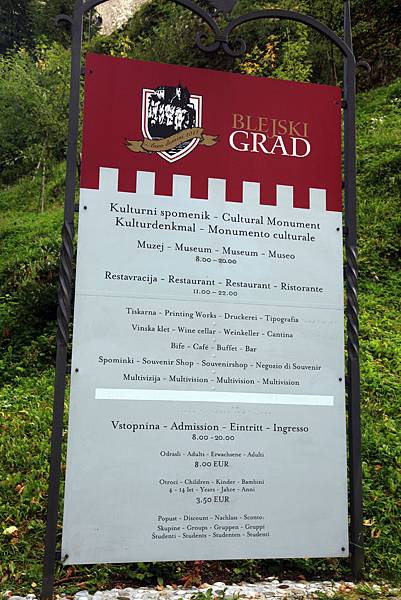 BLEJSKI
GRAD
Anno domini 1011
Kulturni spomenik - Cultural Monument
Kulturdenkmal - Monumento culturale
Muzej - Museum - Museum - Museo
8.00 - 20.00
Restavracija - Restaurant - Restaurant - Ristorante
11.00 - 22.00
Tiskarna - Printing Works - Druckerei - Tipografia
Vinska klet - Wine cellar - Weinkeller - Cantina
Bife - Café - Buffet - Bar
Spominki - Souvenir Shop - Souvenirshop - Negozio di Souvenir
Multivizija - Multivision - Multivision - Multivision
Vstopnina - Admission - Eintritt - Ingresso
8.00 -20.00
Odrasli - Adults - Erwachsene - Adulti
8.00 EUR
Otroci - Children - Kinder - Bambini
4 - 14 let - Years - Jahre - Anni
3.50 EUR
Popust - Discount - Nachlass - Sconto:
Skupine - Groups - Gruppen - Gruppi
Študenti - Students - Studenten - Studenti